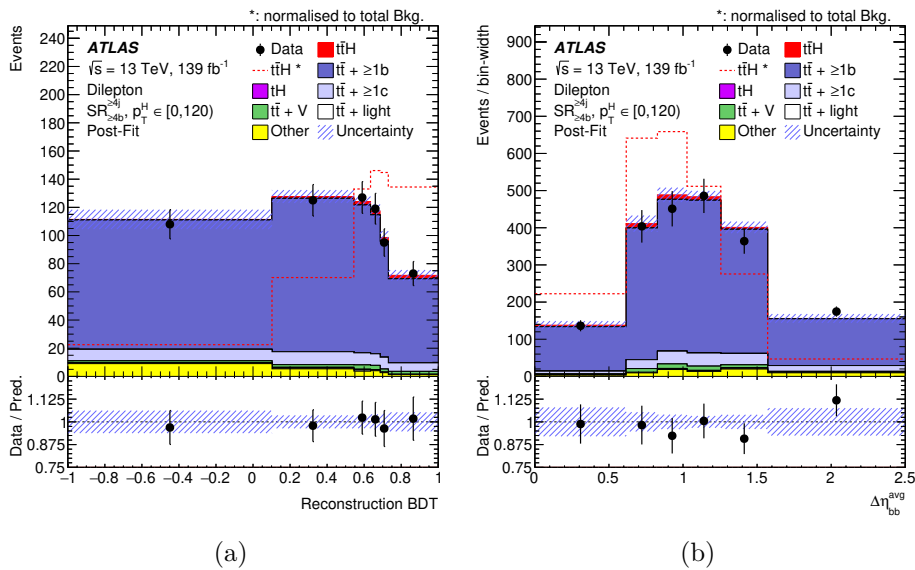 *: normalised to total Bkg.
Events
240
220
200
180
160
140
120
100
80
60
40
20
0
ATLAS
√s = 13 TeV, 139 fb⁻¹
Dilepton
SR ≥4j ≥4b, p_T^H ∈ [0,120)
Post-Fit
Data
tt̄H
tt̄H *
tt̄ + ≥1b
tH
tt̄ + ≥1c
tt̄ + V
tt̄ + light
Other
Uncertainty
Data / Pred.
1.125
1
0.875
0.75
−1 −0.8 −0.6 −0.4 −0.2 0 0.2 0.4 0.6 0.8 1
Reconstruction BDT
(a)
*: normalised to total Bkg.
Events / bin-width
900
800
700
600
500
400
300
200
100
0
ATLAS
√s = 13 TeV, 139 fb⁻¹
Dilepton
SR ≥4j ≥4b, p_T^H ∈ [0,120)
Post-Fit
Data
tt̄H
tt̄H *
tt̄ + ≥1b
tH
tt̄ + ≥1c
tt̄ + V
tt̄ + light
Other
Uncertainty
Data / Pred.
1.125
1
0.875
0.75
0 0.5 1 1.5 2 2.5
Δη_bb^avg
(b)